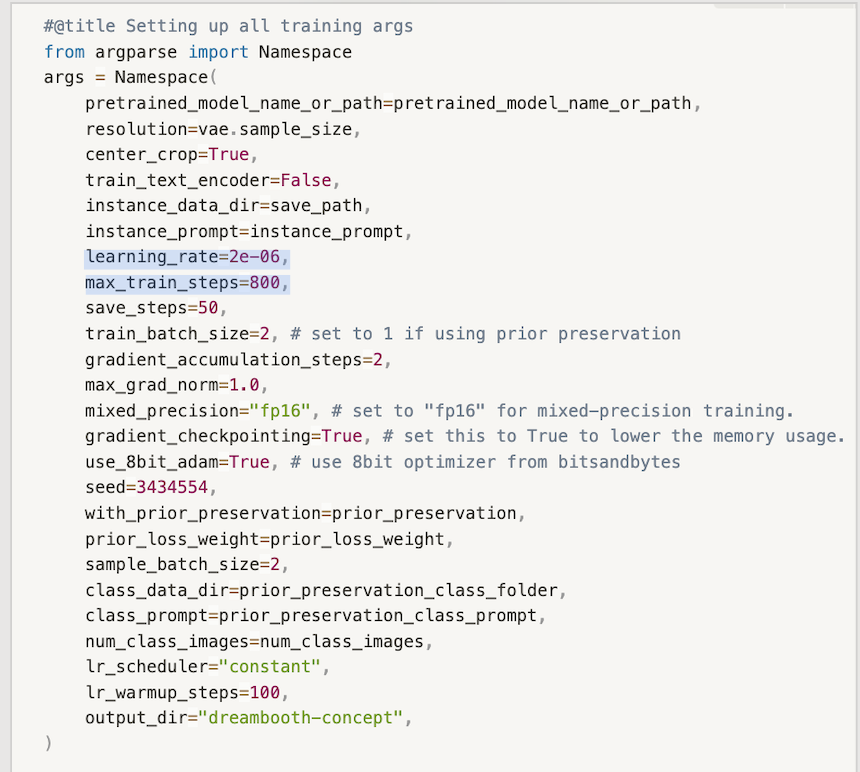 #@title Setting up all training args
from argparse import Namespace
args = Namespace(
    pretrained_model_name_or_path=pretrained_model_name_or_path,
    resolution=vae.sample_size,
    center_crop=True,
    train_text_encoder=False,
    instance_data_dir=save_path,
    instance_prompt=instance_prompt,
    learning_rate=2e-06,
    max_train_steps=800,
    save_steps=50,
    train_batch_size=2, # set to 1 if using prior preservation
    gradient_accumulation_steps=2,
    max_grad_norm=1.0,
    mixed_precision="fp16", # set to "fp16" for mixed-precision training.
    gradient_checkpointing=True, # set this to True to lower the memory usage.
    use_8bit_adam=True, # use 8bit optimizer from bitsandbytes
    seed=3434554,
    with_prior_preservation=prior_preservation,
    prior_loss_weight=prior_loss_weight,
    sample_batch_size=2,
    class_data_dir=prior_preservation_class_folder,
    class_prompt=prior_preservation_class_prompt,
    num_class_images=num_class_images,
    lr_scheduler="constant",
    lr_warmup_steps=100,
    output_dir="dreambooth-concept",
)